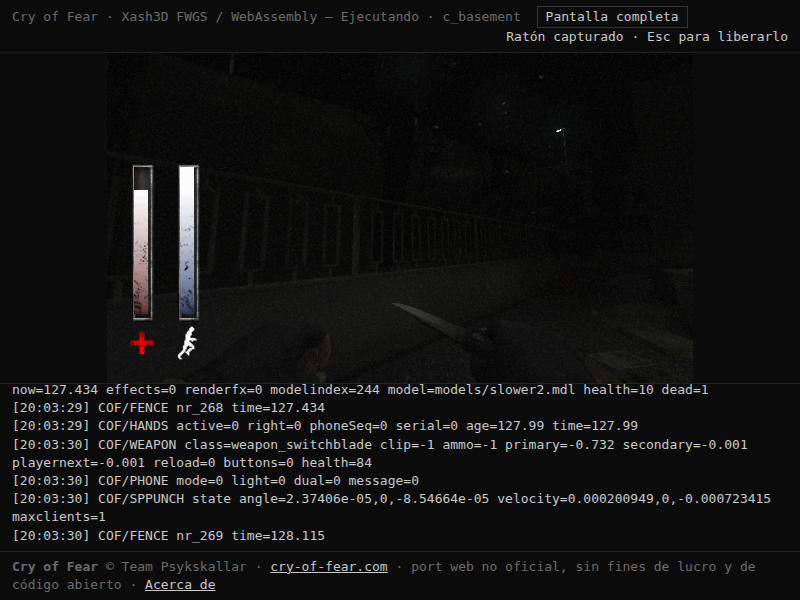 Cry of Fear · Xash3D FWGS / WebAssembly — Ejecutando · c_basement
Pantalla completa
Ratón capturado · Esc para liberarlo
now=127.434 effects=0 renderfx=0 modelindex=244 model=models/slower2.mdl health=10 dead=1
[20:03:29] COF/FENCE nr_268 time=127.434
[20:03:29] COF/HANDS active=0 right=0 phoneSeq=0 serial=0 age=127.99 time=127.99
[20:03:30] COF/WEAPON class=weapon_switchblade clip=-1 ammo=-1 primary=-0.732 secondary=-0.001
playernext=-0.001 reload=0 buttons=0 health=84
[20:03:30] COF/PHONE mode=0 light=0 dual=0 message=0
[20:03:30] COF/SPPUNCH state angle=2.37406e-05,0,-8.54664e-05 velocity=0.000200949,0,-0.000723415
maxclients=1
[20:03:30] COF/FENCE nr_269 time=128.115
Cry of Fear © Team Psykskallar · cry-of-fear.com · port web no oficial, sin fines de lucro y de
código abierto · Acerca de